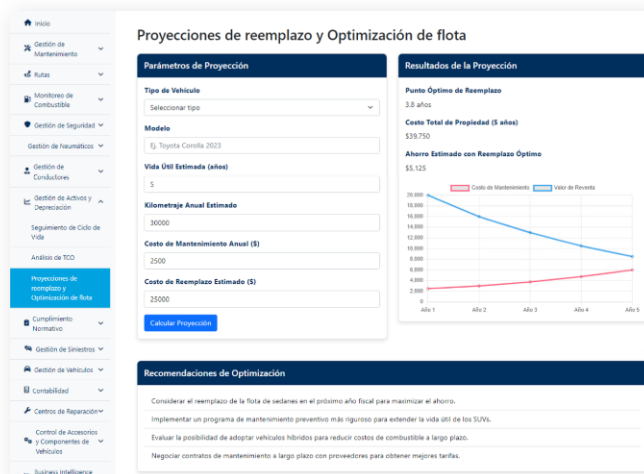 Inicio
Gestión de
Mantenimiento
Rutas
Monitoreo de
Combustible
Gestión de Seguridad
Gestión de Neumáticos
Gestión de
Conductores
Gestión de Activos y
Depreciación
Seguimiento de Ciclo de
Vida
Análisis de TCO
Proyecciones de
reemplazo y
Optimización de flota
Cumplimiento
Normativo
Gestión de Siniestros
Gestión de Vehículos
Contabilidad
Centros de Reparación
Control de Accesorios
y Componentes de
Vehículos
Business Intelligence
Proyecciones de reemplazo y Optimización de flota
Parámetros de Proyección
Tipo de Vehículo
Seleccionar tipo
Modelo
Ej. Toyota Corolla 2023
Vida Útil Estimada (años)
5
Kilometraje Anual Estimado
30000
Costo de Mantenimiento Anual ($)
2500
Costo de Reemplazo Estimado ($)
25000
Calcular Proyección
Resultados de la Proyección
Punto Óptimo de Reemplazo
3.8 años
Costo Total de Propiedad (5 años)
$39.750
Ahorro Estimado con Reemplazo Óptimo
$5.125
Costo de Mantenimiento Valor de Reventa
20,000
18,000
16,000
14,000
12,000
10,000
8,000
6,000
4,000
2,000
0
Año 1 Año 2 Año 3 Año 4 Año 5
Recomendaciones de Optimización
Considerar el reemplazo de la flota de sedanes en el próximo año fiscal para maximizar el ahorro.
Implementar un programa de mantenimiento preventivo más riguroso para extender la vida útil de los SUVs.
Evaluar la posibilidad de adoptar vehículos híbridos para reducir costos de combustible a largo plazo.
Negociar contratos de mantenimiento a largo plazo con proveedores para obtener mejores tarifas.